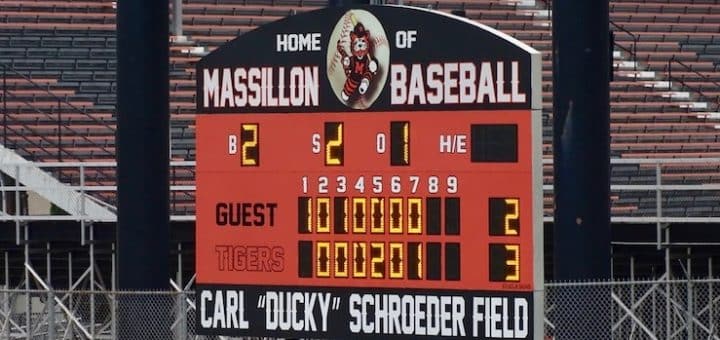 HOME OF
MASSILLON BASEBALL
B 2 S 2 O 1 H/E
1 2 3 4 5 6 7 8 9
GUEST 1 0 1 0 0 0 0 2
TIGERS 0 0 0 2 0 1 3
CARL "DUCKY" SCHROEDER FIELD